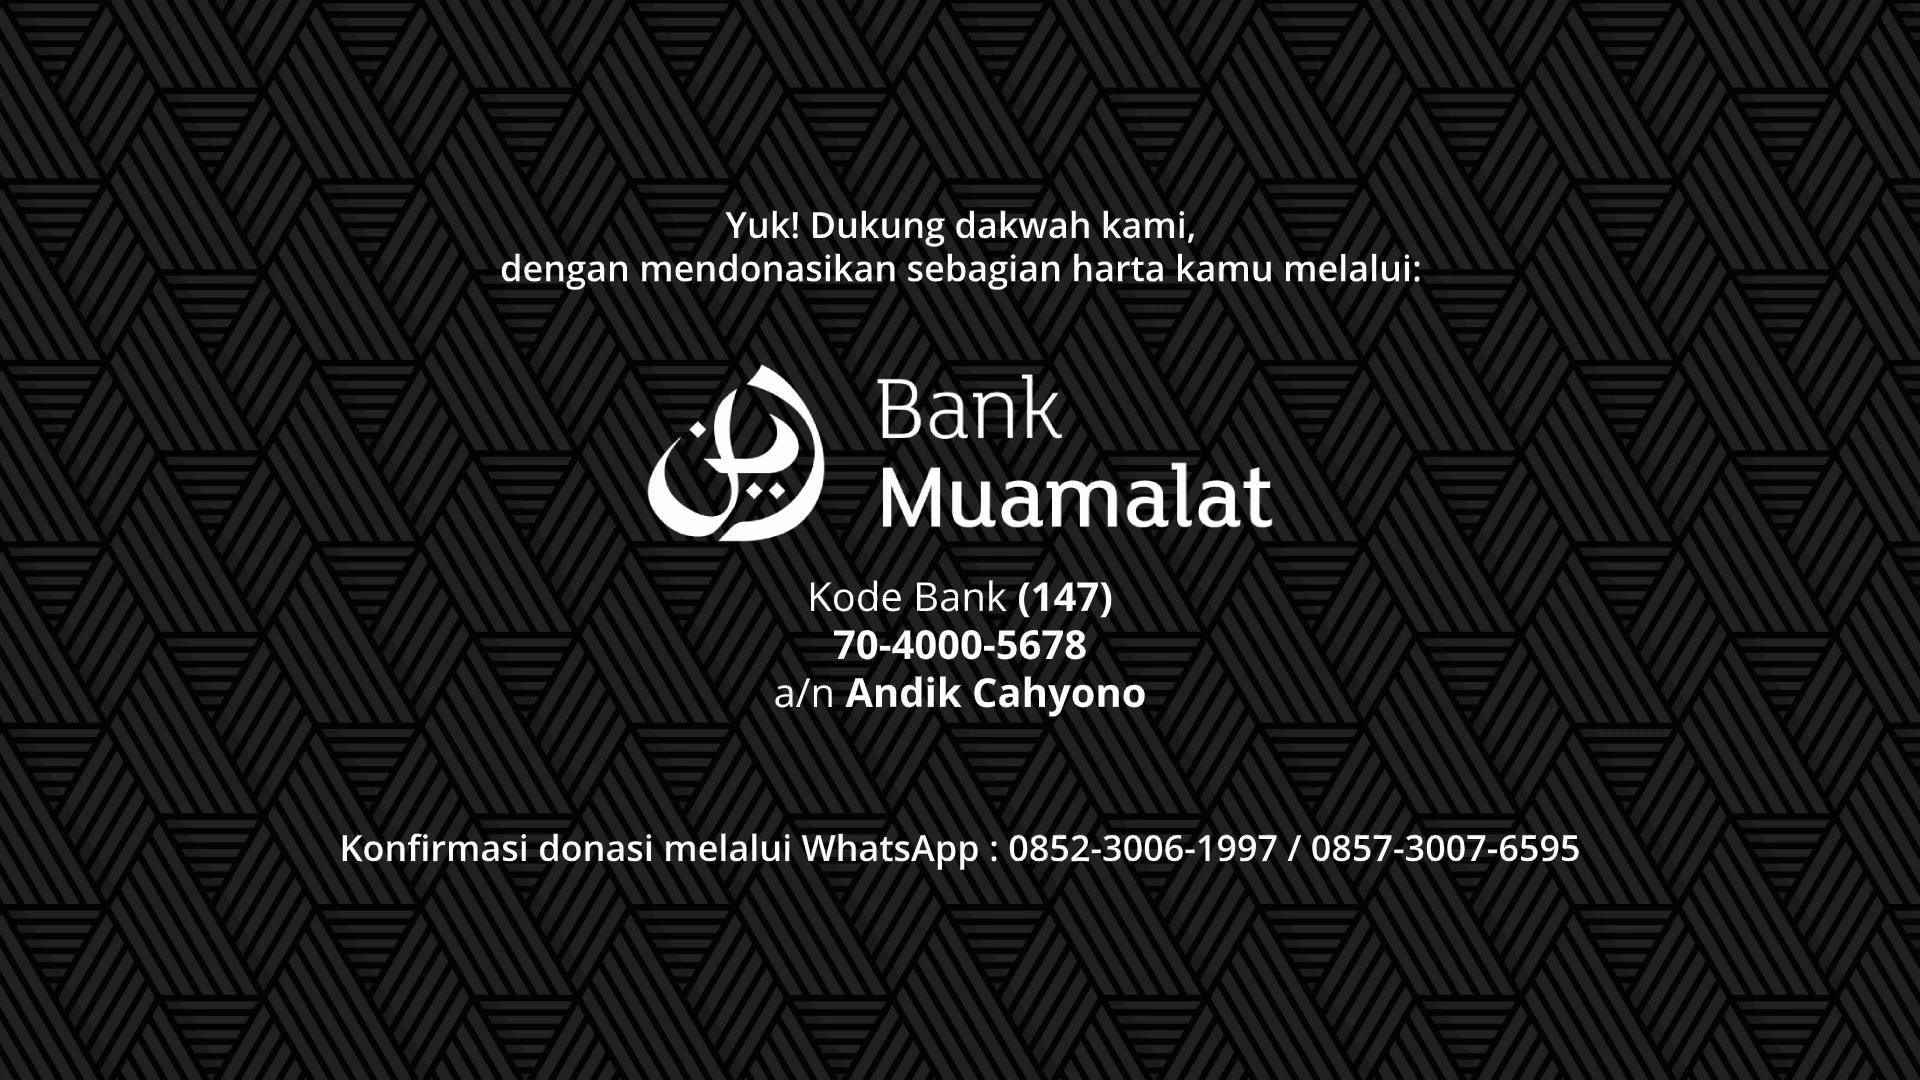 Yuk! Dukung dakwah kami,
dengan mendonasikan sebagian harta kamu melalui:
Bank
Muamalat
Kode Bank (147)
70-4000-5678
a/n Andik Cahyono
Konfirmasi donasi melalui WhatsApp : 0852-3006-1997 / 0857-3007-6595